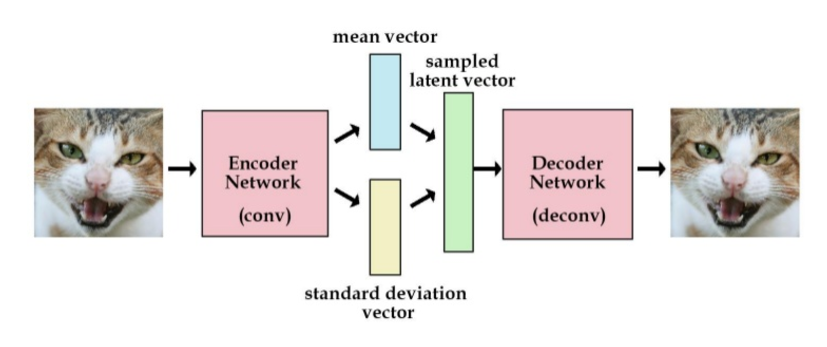 mean vector
sampled
latent vector
Encoder
Network
(conv)
Decoder
Network
(deconv)
standard deviation
vector